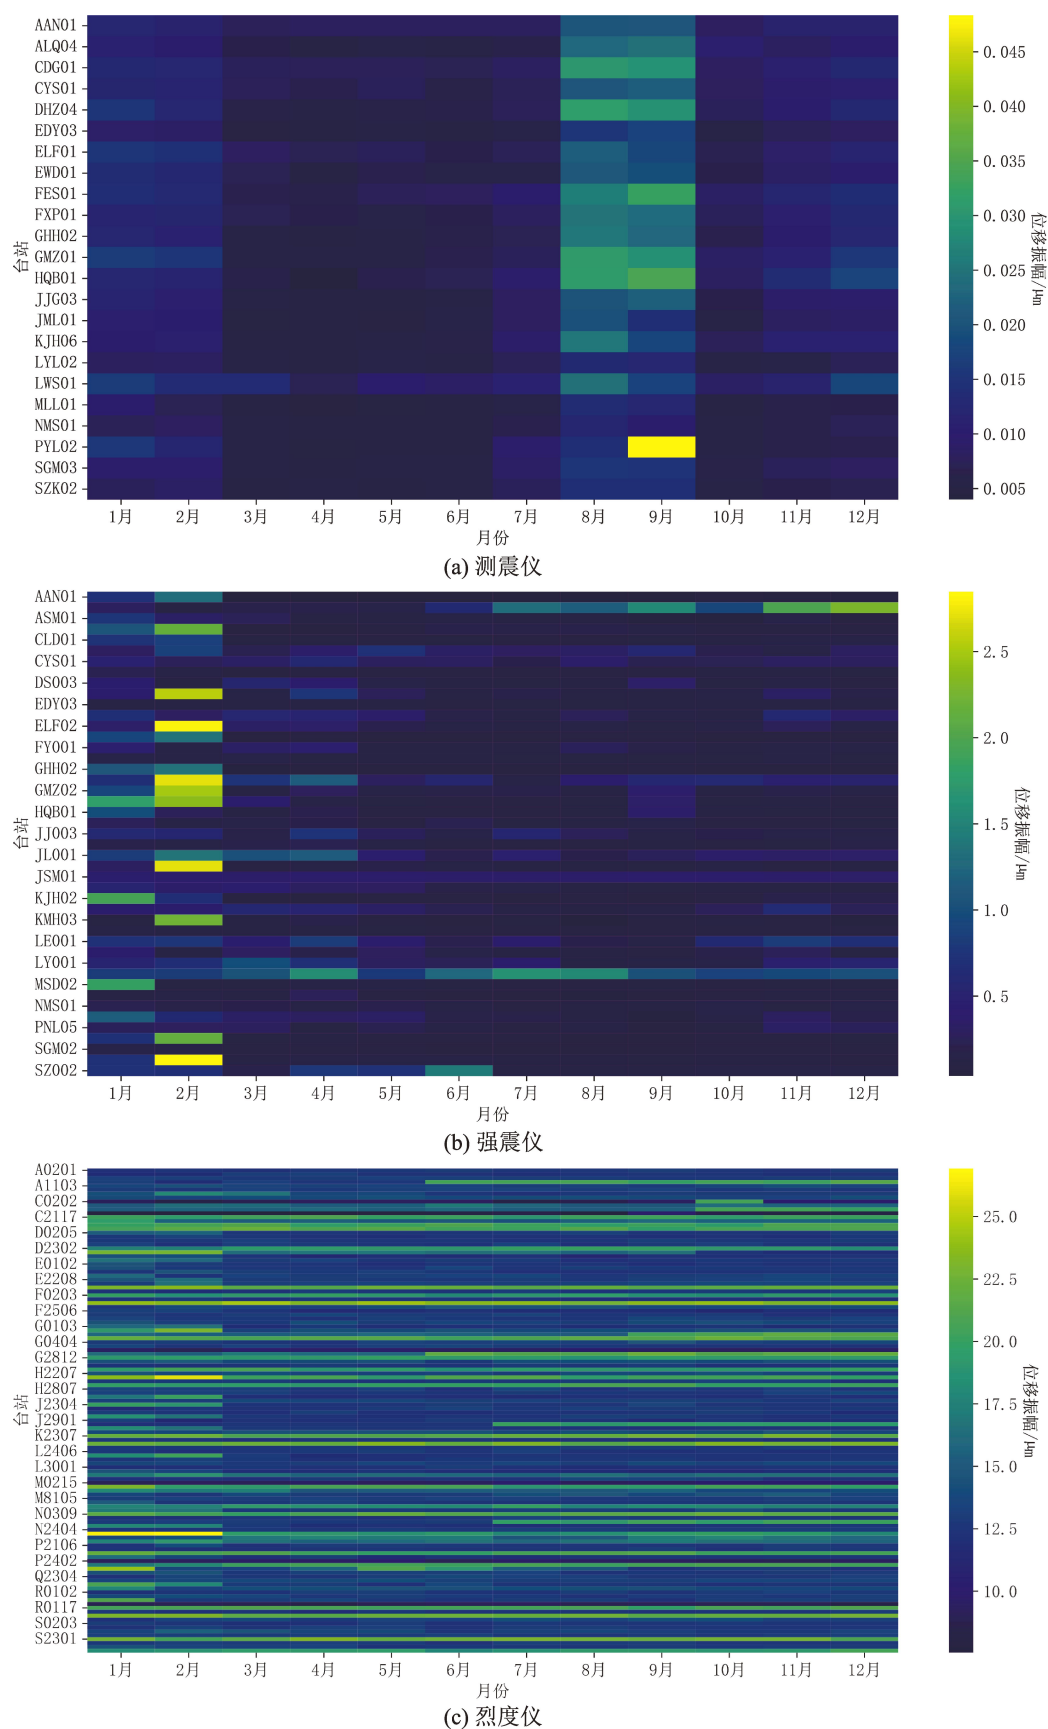 AAN01
ALQ04
CDG01
CYS01
DHZ04
EDY03
ELF01
EWD01
FES01
FXP01
GHH02
GMZ01
HQB01
JJG03
JML01
KJH06
LYL02
LWS01
MLL01
NMS01
PYL02
SGM03
SZK02
台站
1月 2月 3月 4月 5月 6月 7月 8月 9月 10月 11月 12月
月份
0.045
0.040
0.035
0.030
0.025
0.020
0.015
0.010
0.005
位移振幅/μm
(a) 测震仪
AAN01
ASM01
CLD01
CYS01
DS003
EDY03
ELF02
FY001
GHH02
GMZ02
HQB01
JJ003
JL001
JSM01
KJH02
KMH03
LE001
LY001
MSD02
NMS01
PNL05
SGM02
SZ002
台站
1月 2月 3月 4月 5月 6月 7月 8月 9月 10月 11月 12月
月份
2.5
2.0
1.5
1.0
0.5
位移振幅/μm
(b) 强震仪
A0201
A1103
C0202
C2117
D0205
D2302
E0102
E2208
F0203
F2506
G0103
G0404
G2812
H2207
H2807
J2304
J2901
K2307
L2406
L3001
M0215
M8105
N0309
N2404
P2106
P2402
Q2304
R0102
R0117
S0203
S2301
台站
1月 2月 3月 4月 5月 6月 7月 8月 9月 10月 11月 12月
月份
25.0
22.5
20.0
17.5
15.0
12.5
10.0
位移振幅/μm
(c) 烈度仪